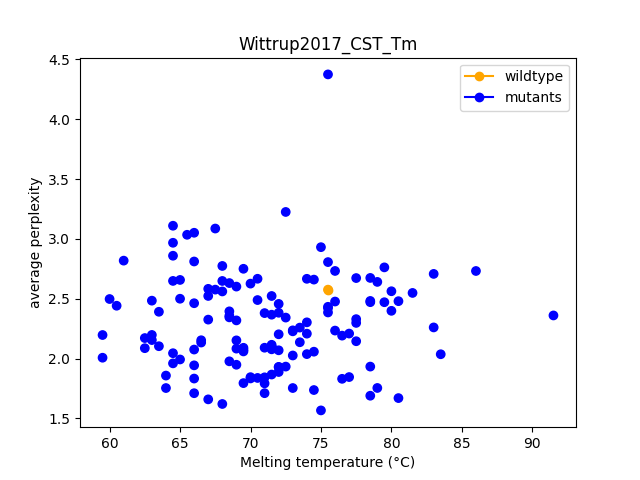 Wittrup2017_CST_Tm
wildtype
mutants
4.5
4.0
3.5
3.0
2.5
2.0
1.5
average perplexity
60 65 70 75 80 85 90
Melting temperature (°C)